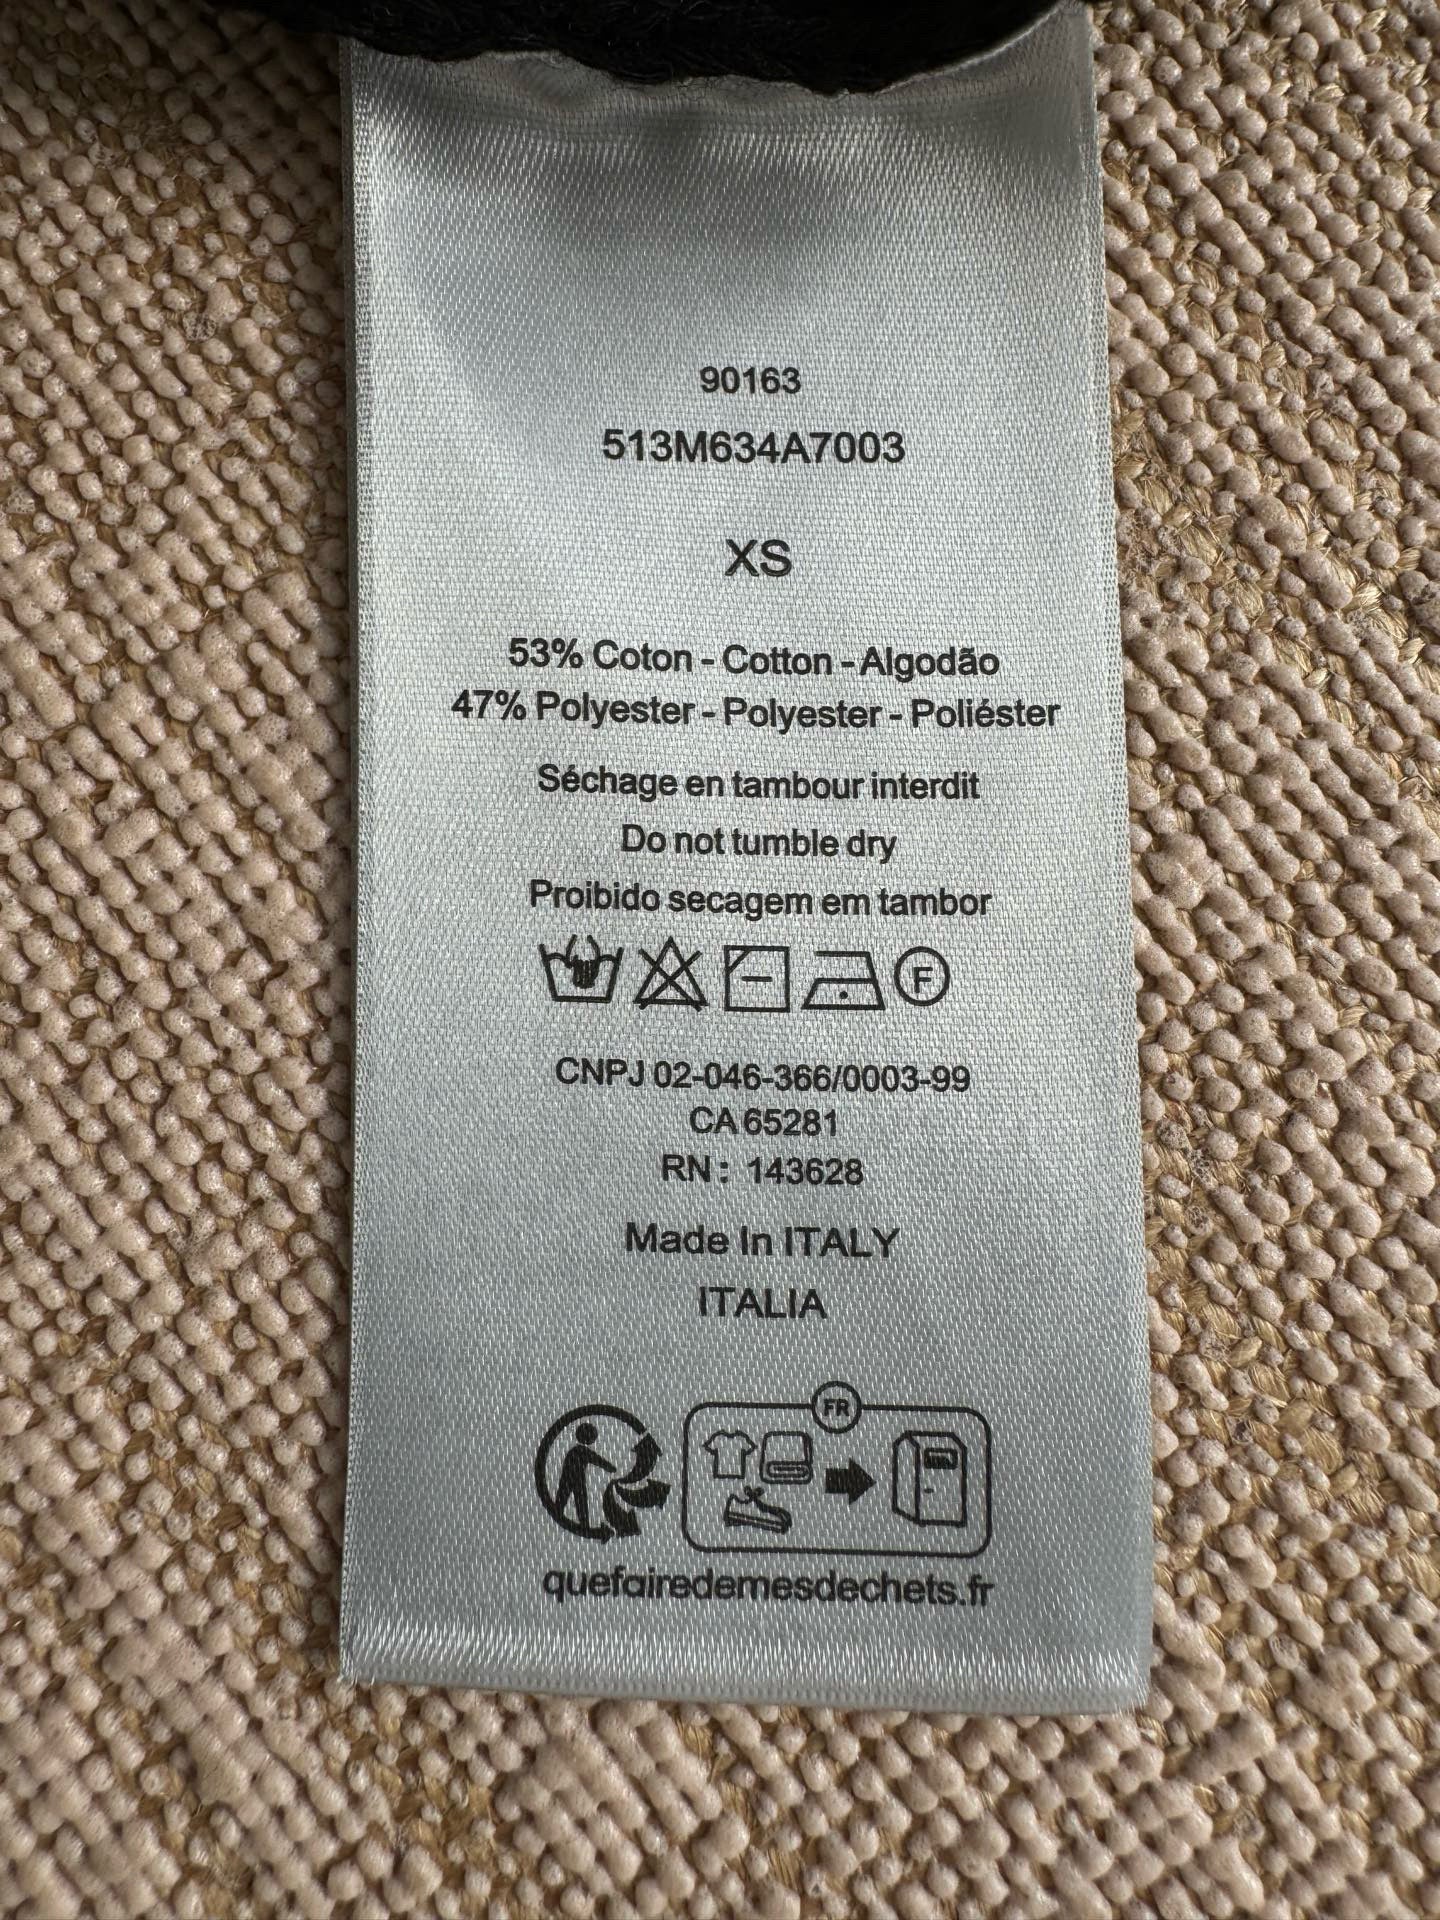 90163
513M634A7003
XS
53% Coton - Cotton - Algodão
47% Polyester - Polyester - Poliéster
Séchage en tambour interdit
Do not tumble dry
Proibido secagem em tambor
F
CNPJ 02-046-366/0003-99
CA 65281
RN : 143628
Made In ITALY
ITALIA
FR
quefairedemesdechets.fr